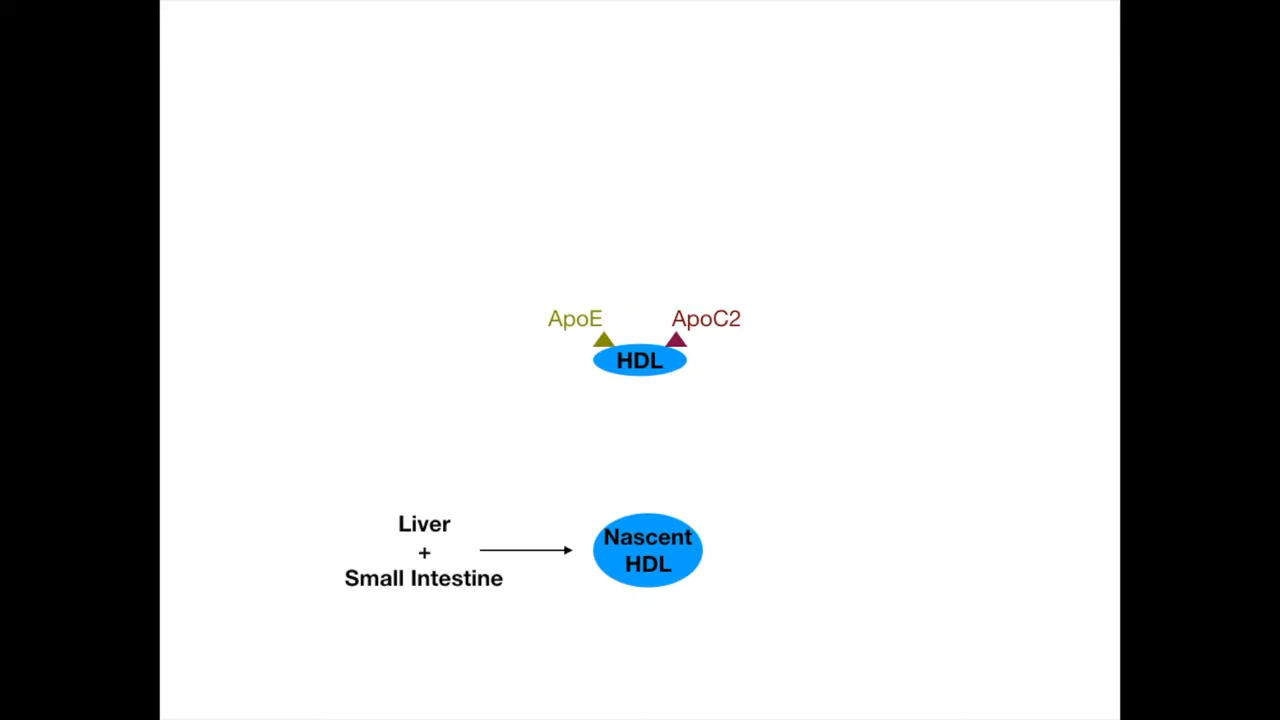 ApoE ApoC2
HDL
Liver
+
Small Intestine
Nascent
HDL